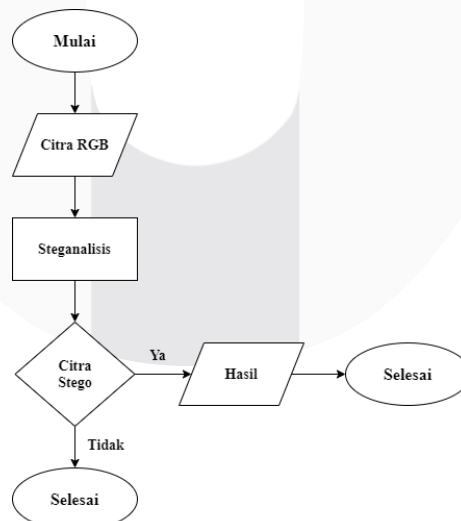 Mulai
Citra RGB
Steganalisis
Citra
Stego
Ya
Hasil
Selesai
Tidak
Selesai